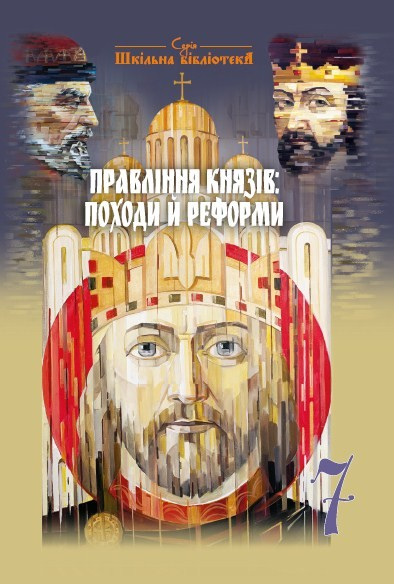 Серія
Шкільна бібліотека
ПРАВЛІННЯ КНЯЗІВ:
ПОХОДИ Й РЕФОРМИ
7